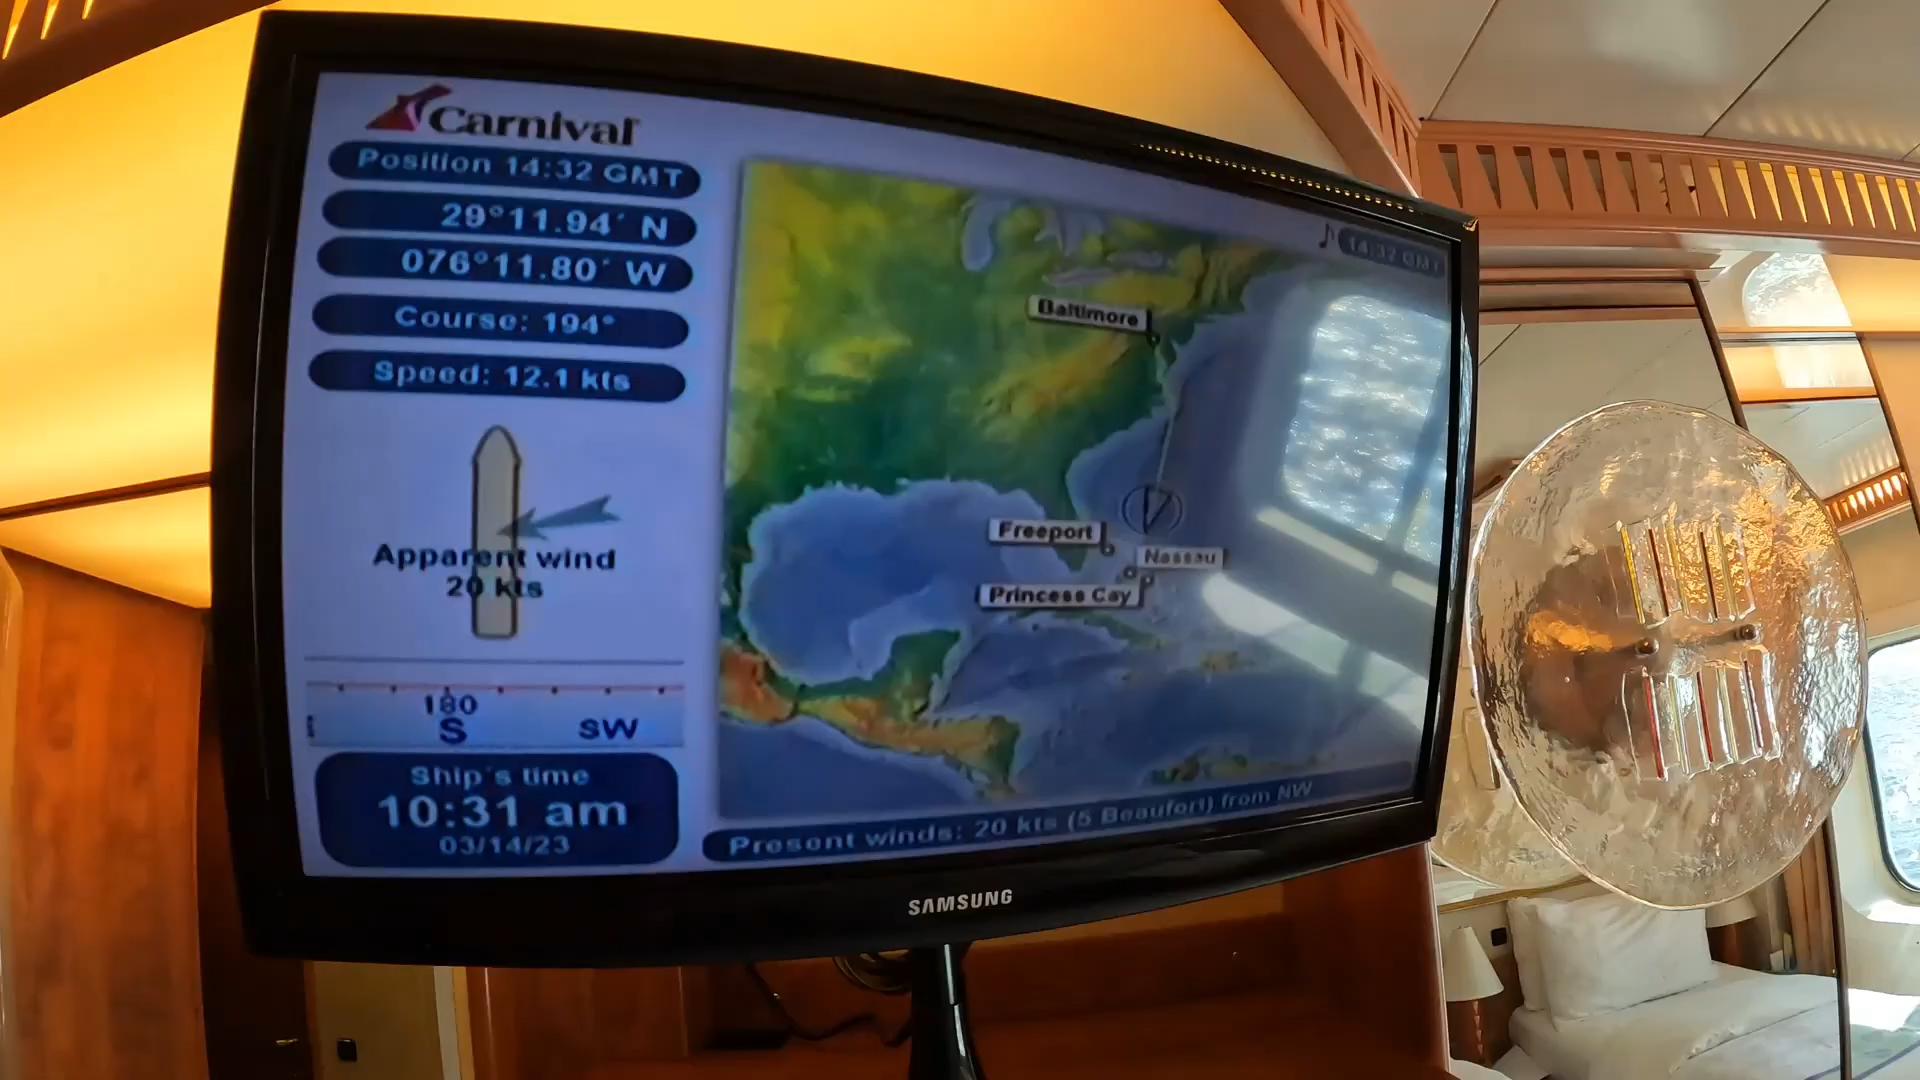 Carnival
Position 14:32 GMT
29°11.94' N
076°11.80' W
Course: 194°
Speed: 12.1 kts
Apparent wind
20 kts
180
S
SW
Ship's time
10:31 am
03/14/23
14:32 GMT
Baltimore
Freeport
Nassau
Princess Cay
Present winds: 20 kts (5 Beaufort) from NW
SAMSUNG